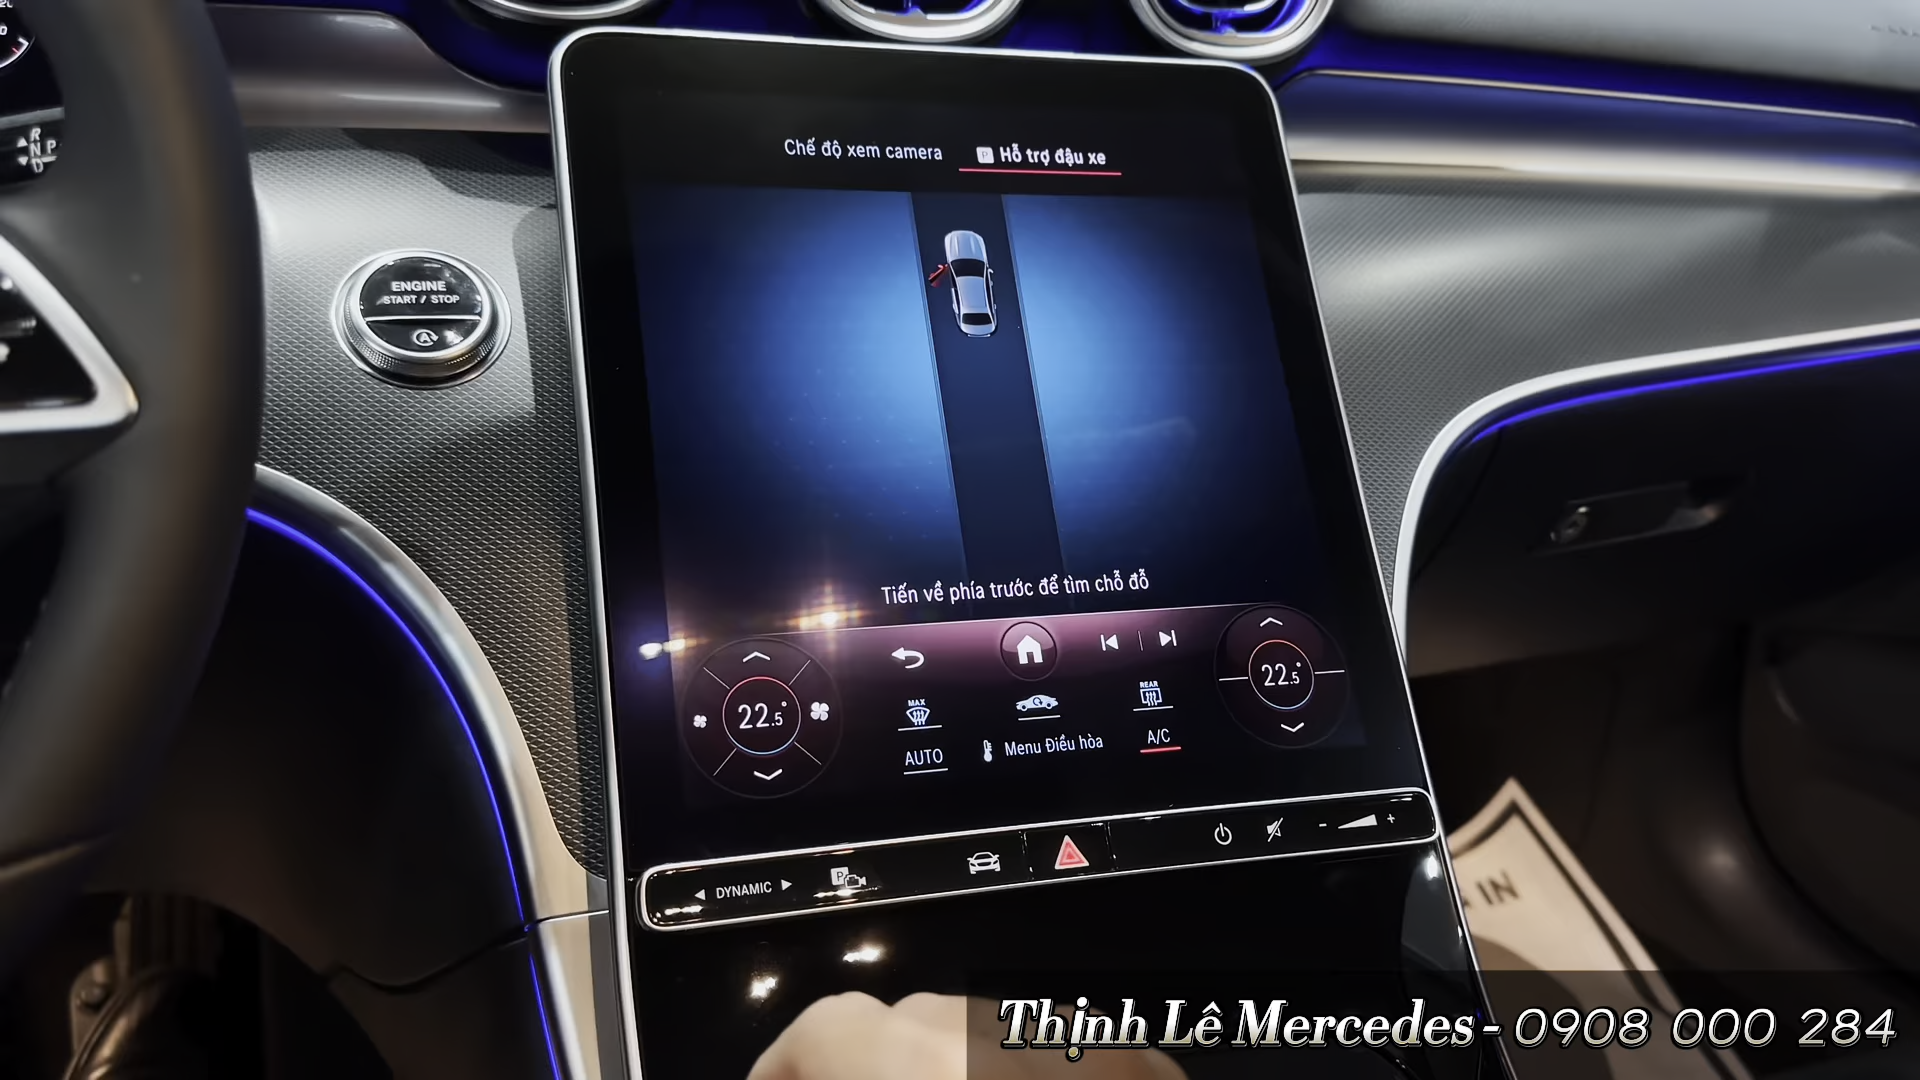 R
N P
D
Chế độ xem camera
P Hỗ trợ đậu xe
ENGINE
START / STOP
A
Tiến về phía trước để tìm chỗ đỗ
22.5°
22.5°
MAX
REAR
AUTO
Menu Điều hòa
A/C
DYNAMIC
P
- +
IN
Thịnh Lê Mercedes - 0908 000 284